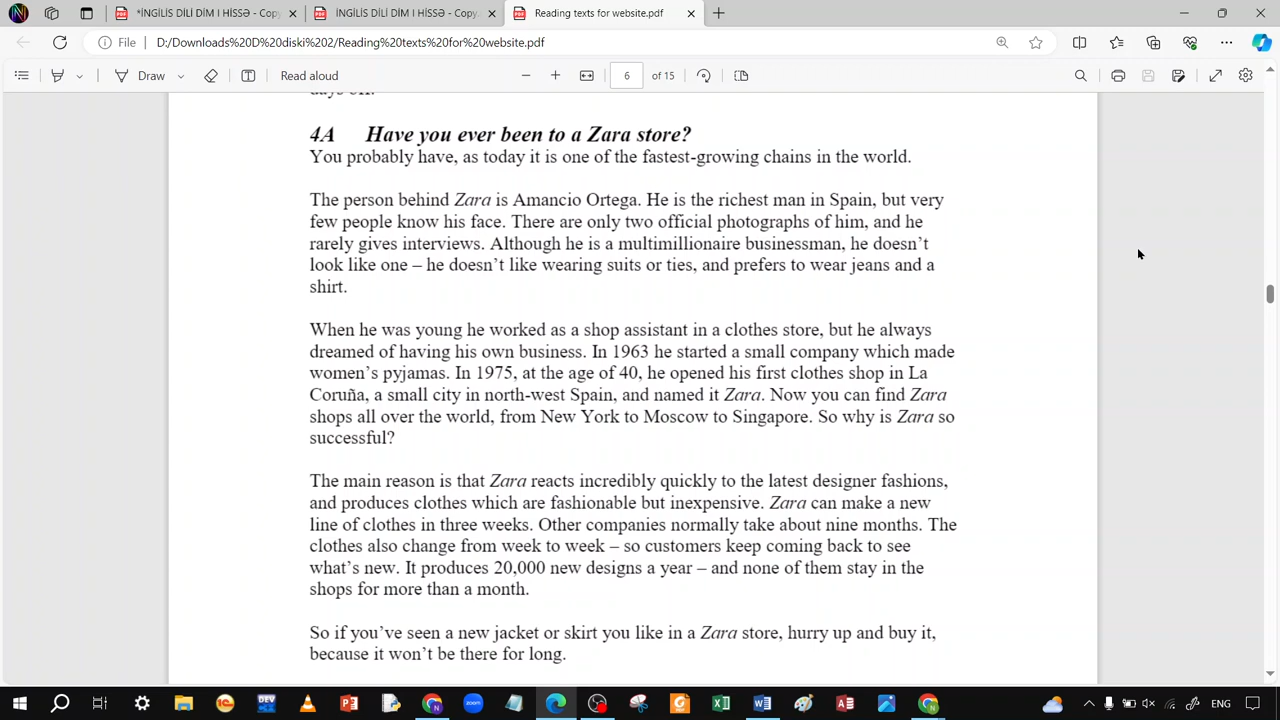 *İNGİLİS DİLİ DİM I HİSSƏ - Copy
İNGİLİS DİLİ DİM I HİSSƏ - Copy
Reading texts for website.pdf
File
D:/Downloads%20D%20diski%202/Reading%20texts%20for%20website.pdf
Draw
Read aloud
6 of 15
days off.
4A Have you ever been to a Zara store?
You probably have, as today it is one of the fastest-growing chains in the world.
The person behind Zara is Amancio Ortega. He is the richest man in Spain, but very
few people know his face. There are only two official photographs of him, and he
rarely gives interviews. Although he is a multimillionaire businessman, he doesn’t
look like one – he doesn’t like wearing suits or ties, and prefers to wear jeans and a
shirt.
When he was young he worked as a shop assistant in a clothes store, but he always
dreamed of having his own business. In 1963 he started a small company which made
women’s pyjamas. In 1975, at the age of 40, he opened his first clothes shop in La
Coruña, a small city in north-west Spain, and named it Zara. Now you can find Zara
shops all over the world, from New York to Moscow to Singapore. So why is Zara so
successful?
The main reason is that Zara reacts incredibly quickly to the latest designer fashions,
and produces clothes which are fashionable but inexpensive. Zara can make a new
line of clothes in three weeks. Other companies normally take about nine months. The
clothes also change from week to week – so customers keep coming back to see
what’s new. It produces 20,000 new designs a year – and none of them stay in the
shops for more than a month.
So if you’ve seen a new jacket or skirt you like in a Zara store, hurry up and buy it,
because it won’t be there for long.
ENG